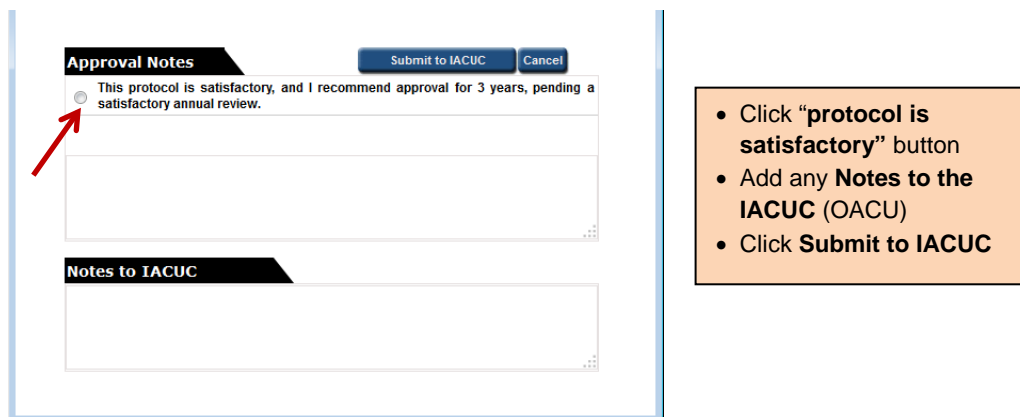 Approval Notes
Submit to IACUC
Cancel
This protocol is satisfactory, and I recommend approval for 3 years, pending a
satisfactory annual review.
Notes to IACUC
• Click “protocol is
satisfactory” button
• Add any Notes to the
IACUC (OACU)
• Click Submit to IACUC